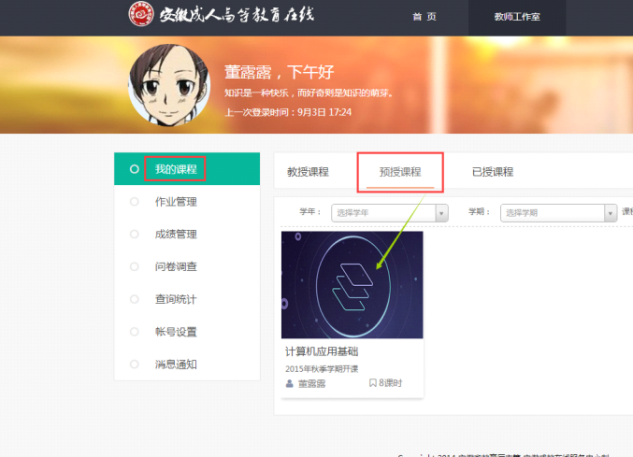 安徽成人高等教育在线
首 页
教师工作室
董露露，下午好
知识是一种快乐，而好奇则是知识的萌芽。
上一次登录时间：9月3日 17:24
我的课程
作业管理
成绩管理
问卷调查
查询统计
帐号设置
消息通知
教授课程 预授课程 已授课程
学年： 选择学年 学期： 选择学期 课程
计算机应用基础
2015年秋季学期开课
董露露 8课时